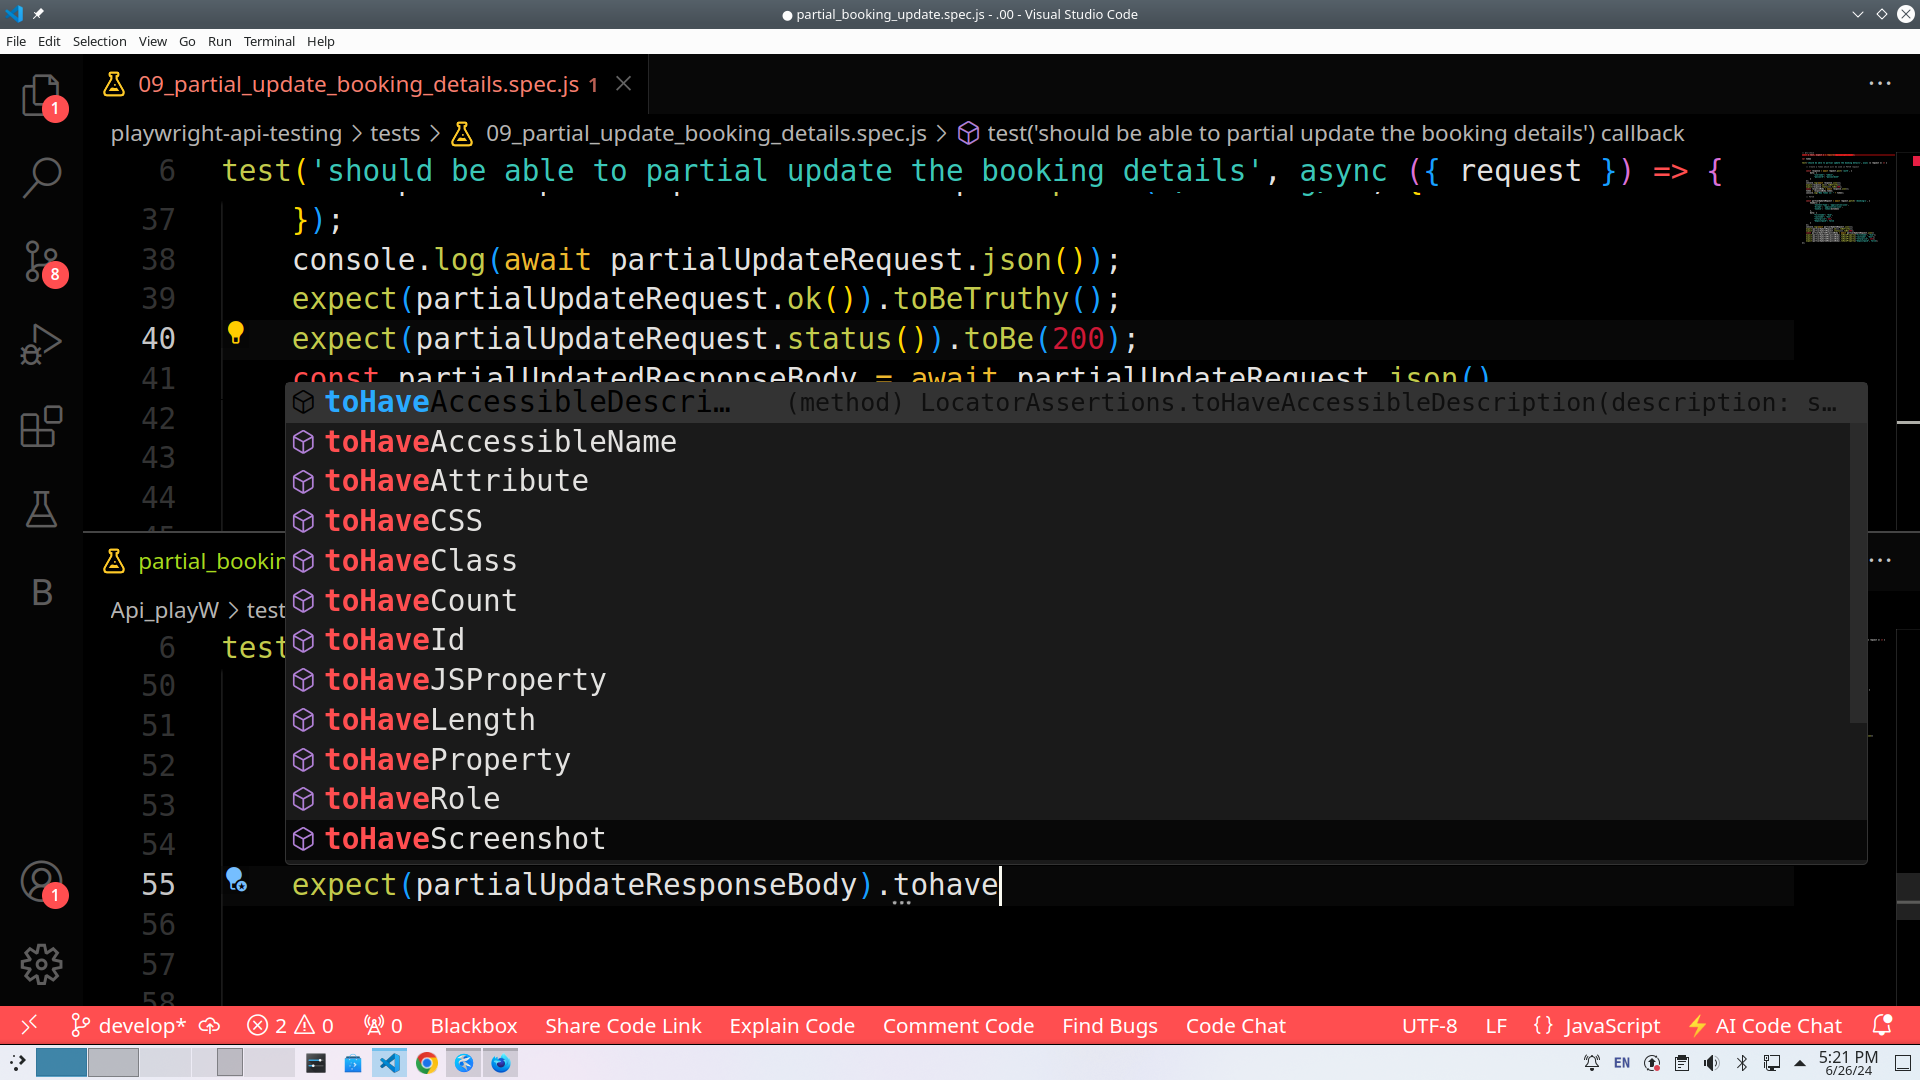 partial_booking_update.spec.js - .00 - Visual Studio Code
File Edit Selection View Go Run Terminal Help
09_partial_update_booking_details.spec.js 1
1
playwright-api-testing > tests > 09_partial_update_booking_details.spec.js > test('should be able to partial update the booking details') callback
6 test('should be able to partial update the booking details', async ({ request }) => {
37 });
38 console.log(await partialUpdateRequest.json());
8
39 expect(partialUpdateRequest.ok()).toBeTruthy();
40 expect(partialUpdateRequest.status()).toBe(200);
41 const partialUpdatedResponseBody = await partialUpdateRequest.json()
toHaveAccessibleDescri… (method) LocatorAssertions.toHaveAccessibleDescription(description: s…
42
toHaveAccessibleName
43
toHaveAttribute
44
toHaveCSS
45
partial_bookin
toHaveClass
B
toHaveCount
Api_playW > test
toHaveId
6 test
50
toHaveJSProperty
51
toHaveLength
52
toHaveProperty
53
toHaveRole
54
toHaveScreenshot
55 expect(partialUpdateResponseBody).tohave
1
56
57
58
develop* 2 0 0 Blackbox Share Code Link Explain Code Comment Code Find Bugs Code Chat UTF-8 LF {} JavaScript AI Code Chat
EN 5:21 PM
6/26/24